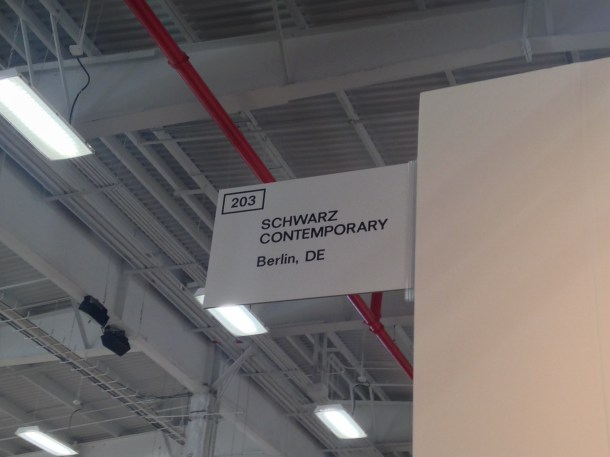 203
SCHWARZ
CONTEMPORARY
Berlin, DE